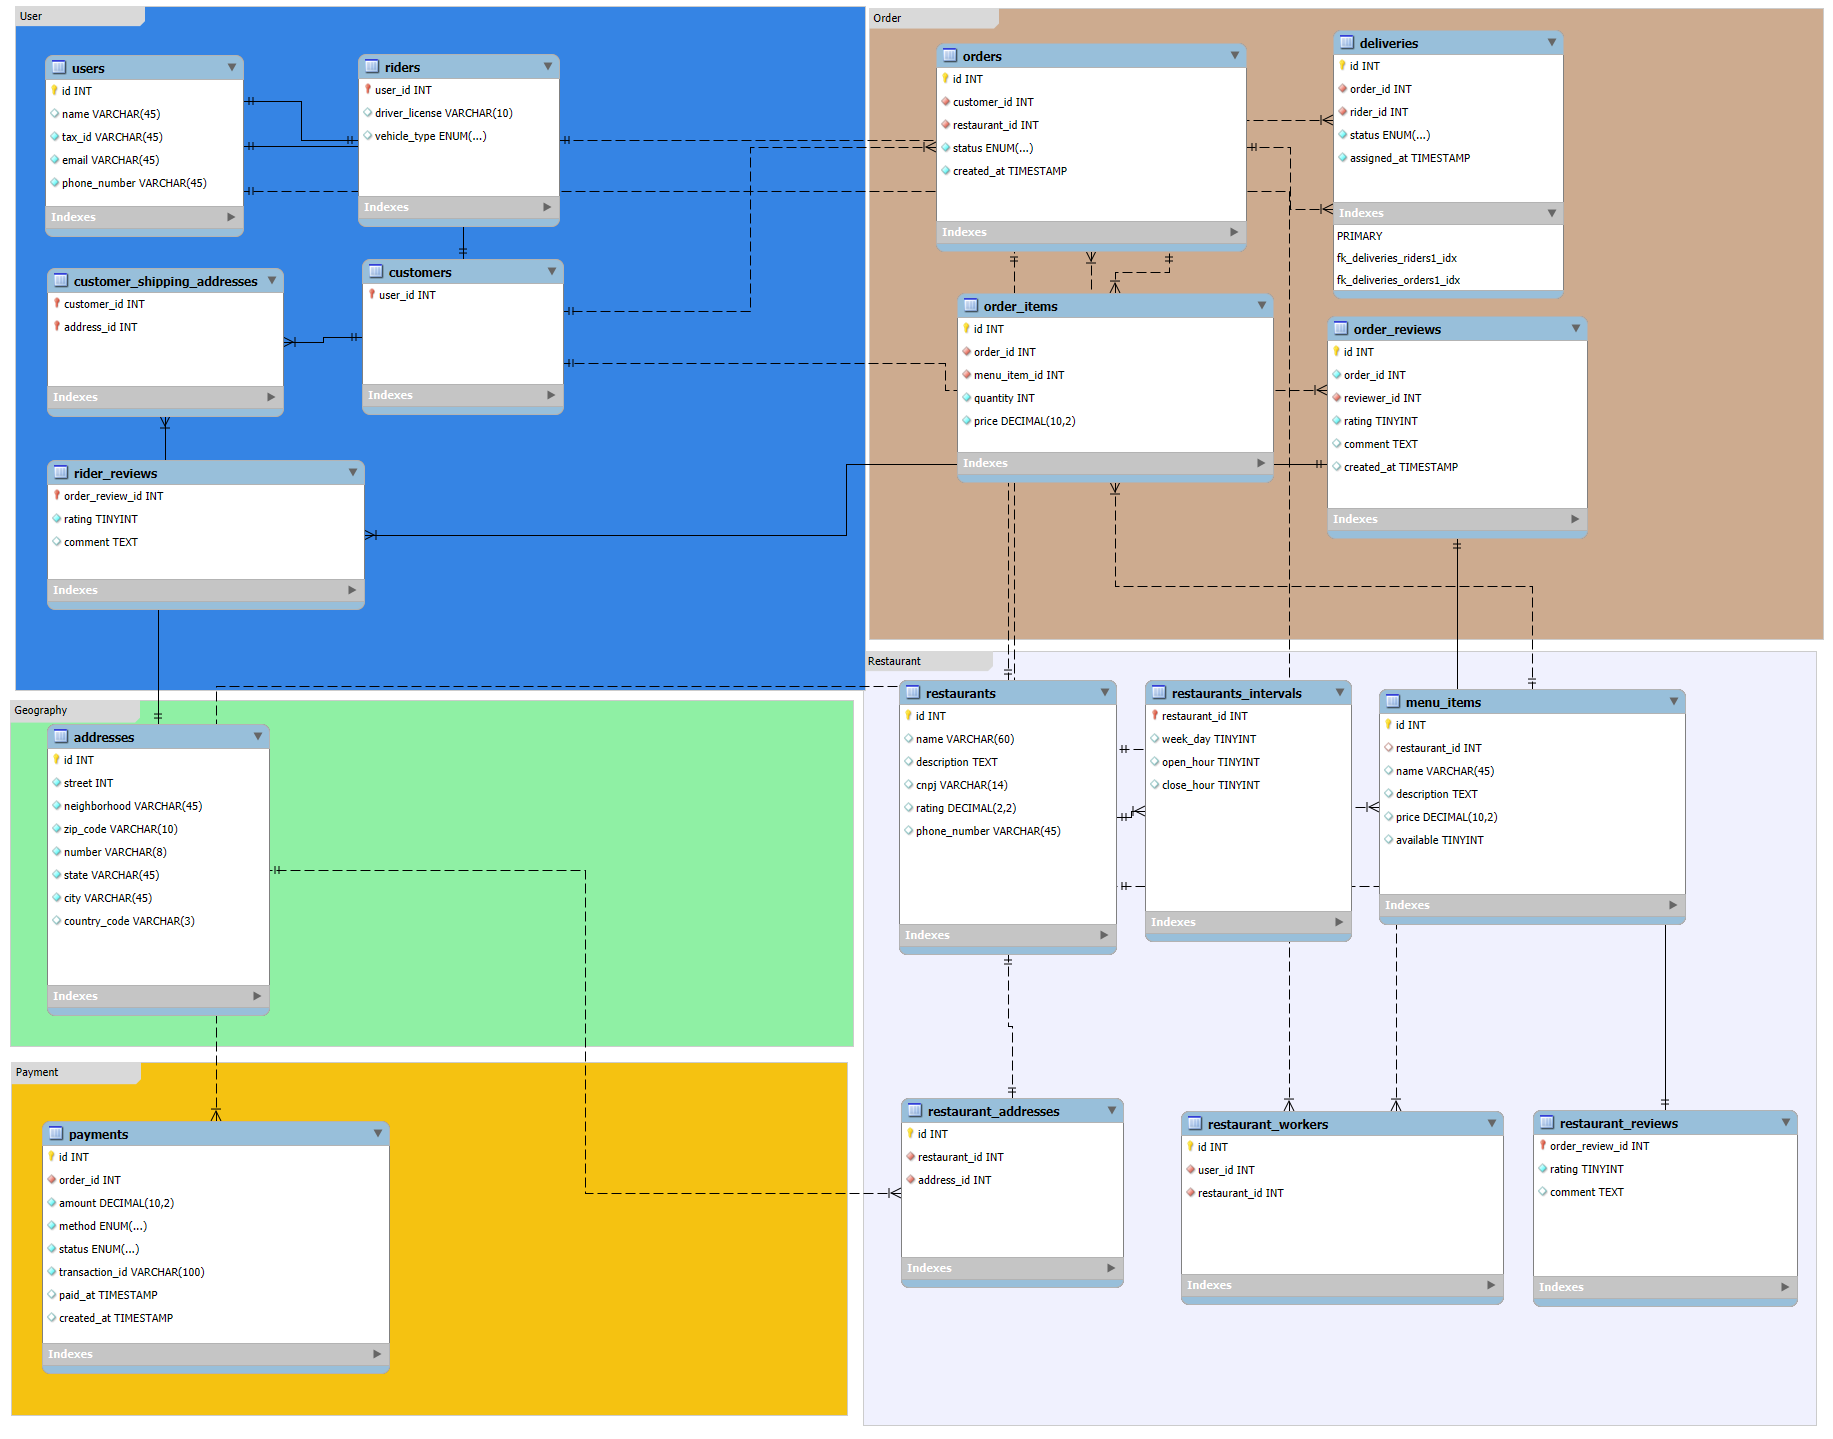 User
users
id INT
name VARCHAR(45)
tax_id VARCHAR(45)
email VARCHAR(45)
phone_number VARCHAR(45)
Indexes
riders
user_id INT
driver_license VARCHAR(10)
vehicle_type ENUM(...)
Indexes
customer_shipping_addresses
customer_id INT
address_id INT
Indexes
customers
user_id INT
Indexes
rider_reviews
order_review_id INT
rating TINYINT
comment TEXT
Indexes
Order
orders
id INT
customer_id INT
restaurant_id INT
status ENUM(...)
created_at TIMESTAMP
Indexes
deliveries
id INT
order_id INT
rider_id INT
status ENUM(...)
assigned_at TIMESTAMP
Indexes
PRIMARY
fk_deliveries_riders1_idx
fk_deliveries_orders1_idx
order_items
id INT
order_id INT
menu_item_id INT
quantity INT
price DECIMAL(10,2)
Indexes
order_reviews
id INT
order_id INT
reviewer_id INT
rating TINYINT
comment TEXT
created_at TIMESTAMP
Indexes
Geography
addresses
id INT
street INT
neighborhood VARCHAR(45)
zip_code VARCHAR(10)
number VARCHAR(8)
state VARCHAR(45)
city VARCHAR(45)
country_code VARCHAR(3)
Indexes
Payment
payments
id INT
order_id INT
amount DECIMAL(10,2)
method ENUM(...)
status ENUM(...)
transaction_id VARCHAR(100)
paid_at TIMESTAMP
created_at TIMESTAMP
Indexes
Restaurant
restaurants
id INT
name VARCHAR(60)
description TEXT
cnpj VARCHAR(14)
rating DECIMAL(2,2)
phone_number VARCHAR(45)
Indexes
restaurants_intervals
restaurant_id INT
week_day TINYINT
open_hour TINYINT
close_hour TINYINT
Indexes
menu_items
id INT
restaurant_id INT
name VARCHAR(45)
description TEXT
price DECIMAL(10,2)
available TINYINT
Indexes
restaurant_addresses
id INT
restaurant_id INT
address_id INT
Indexes
restaurant_workers
id INT
user_id INT
restaurant_id INT
Indexes
restaurant_reviews
order_review_id INT
rating TINYINT
comment TEXT
Indexes